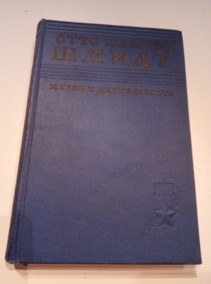 ОТТО ЮЛЬЕВИЧ
ШМИДТ
ЖИЗНЬ И ДЕЯТЕЛЬНОСТЬ